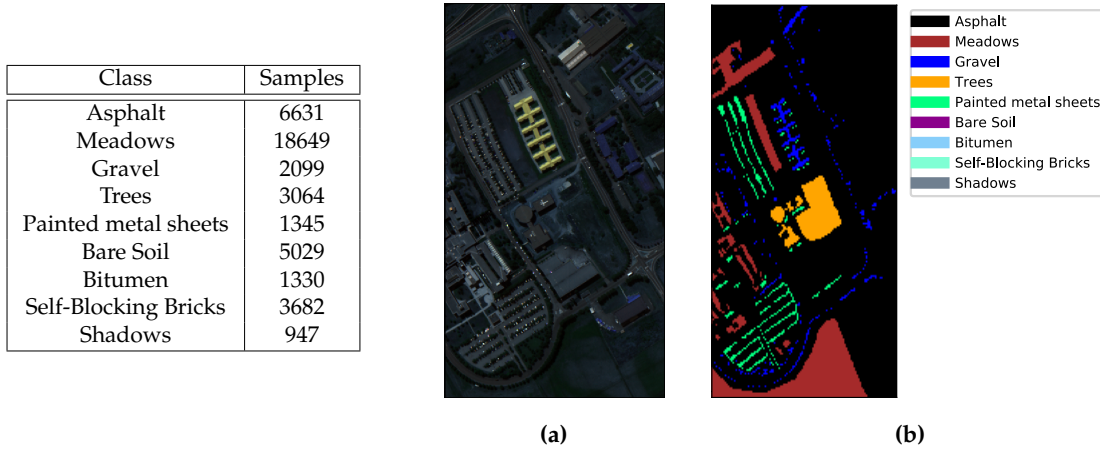 Class Samples
Asphalt 6631
Meadows 18649
Gravel 2099
Trees 3064
Painted metal sheets 1345
Bare Soil 5029
Bitumen 1330
Self-Blocking Bricks 3682
Shadows 947
Asphalt
Meadows
Gravel
Trees
Painted metal sheets
Bare Soil
Bitumen
Self-Blocking Bricks
Shadows
(a)
(b)